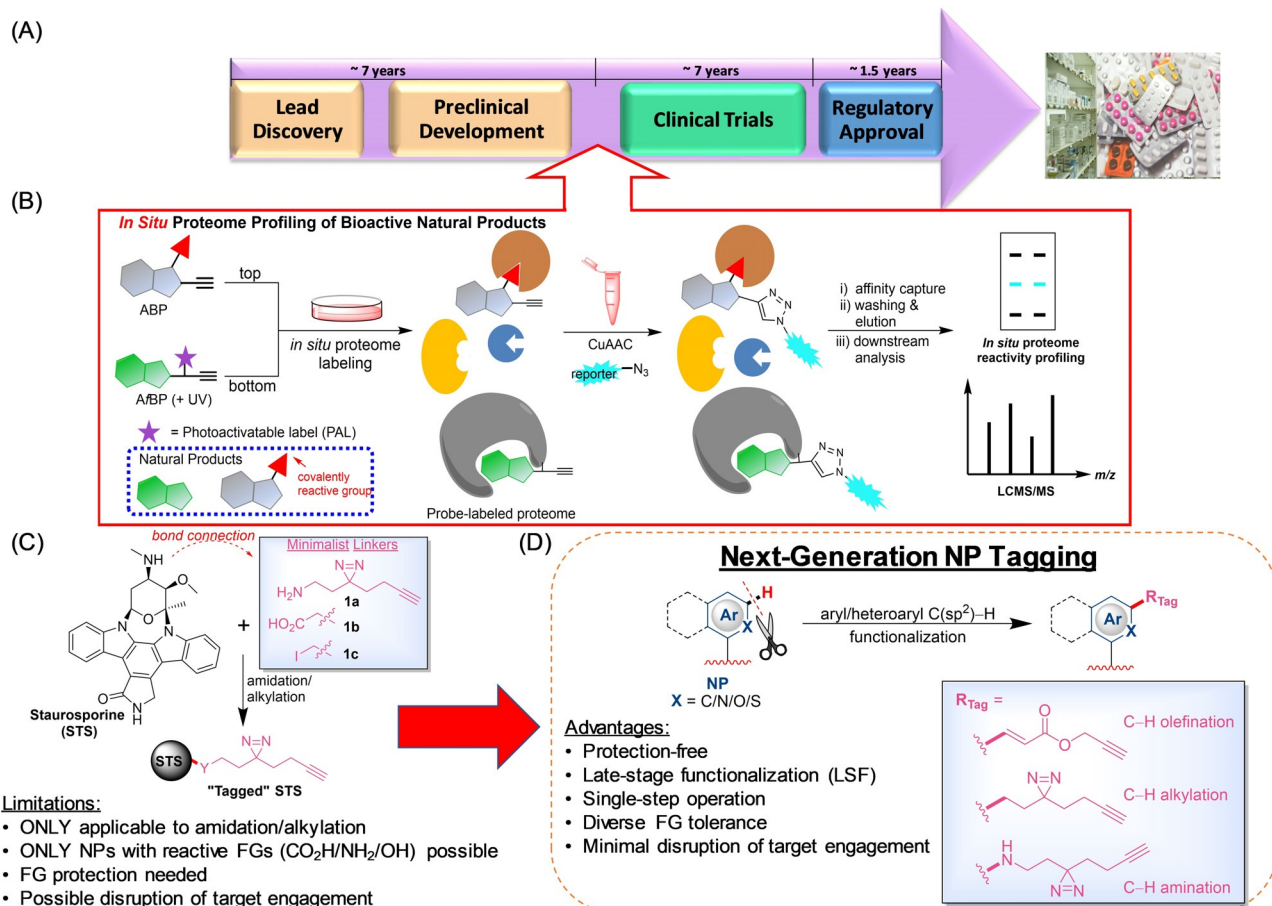 (A)
~ 7 years
~ 7 years
~ 1.5 years
Lead
Discovery
Preclinical
Development
Clinical Trials
Regulatory
Approval
(B)
In Situ Proteome Profiling of Bioactive Natural Products
ABP
top
AfBP (+ UV)
bottom
in situ proteome
labeling
= Photoactivatable label (PAL)
Natural Products
covalently
reactive group
Probe-labeled proteome
CuAAC
reporter
N3
N
N
N
N
N
N
i) affinity capture
ii) washing &
elution
iii) downstream
analysis
In situ proteome
reactivity profiling
m/z
LCMS/MS
(C)
bond connection
NH
O
O
N
N
O
N
H
Staurosporine
(STS)
+
Minimalist Linkers
N=N
H2N
1a
HO2C
1b
I
1c
amidation/
alkylation
STS
Y
N=N
"Tagged" STS
Limitations:
• ONLY applicable to amidation/alkylation
• ONLY NPs with reactive FGs (CO2H/NH2/OH) possible
• FG protection needed
• Possible disruption of target engagement
(D)
Next-Generation NP Tagging
H
Ar
X
NP
X = C/N/O/S
aryl/heteroaryl C(sp2)–H
functionalization
RTag
Ar
X
Advantages:
• Protection-free
• Late-stage functionalization (LSF)
• Single-step operation
• Diverse FG tolerance
• Minimal disruption of target engagement
RTag =
O
O
C–H olefination
N=N
C–H alkylation
H
N
N=N
C–H amination